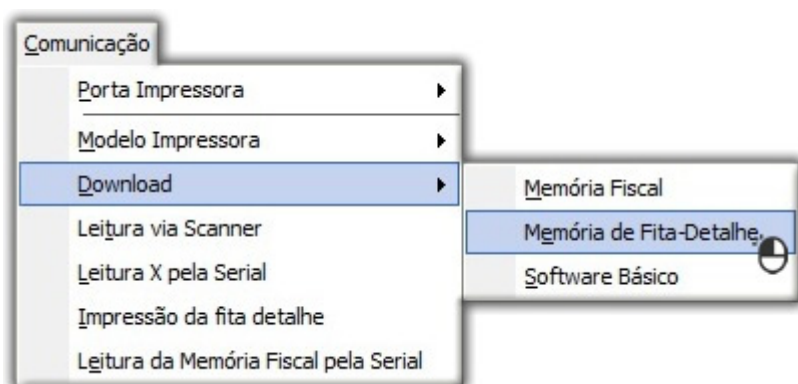 Comunicação
Porta Impressora
Modelo Impressora
Download
Leitura via Scanner
Leitura X pela Serial
Impressão da fita detalhe
Leitura da Memória Fiscal pela Serial
Memória Fiscal
Memória de Fita-Detalhe
Software Básico